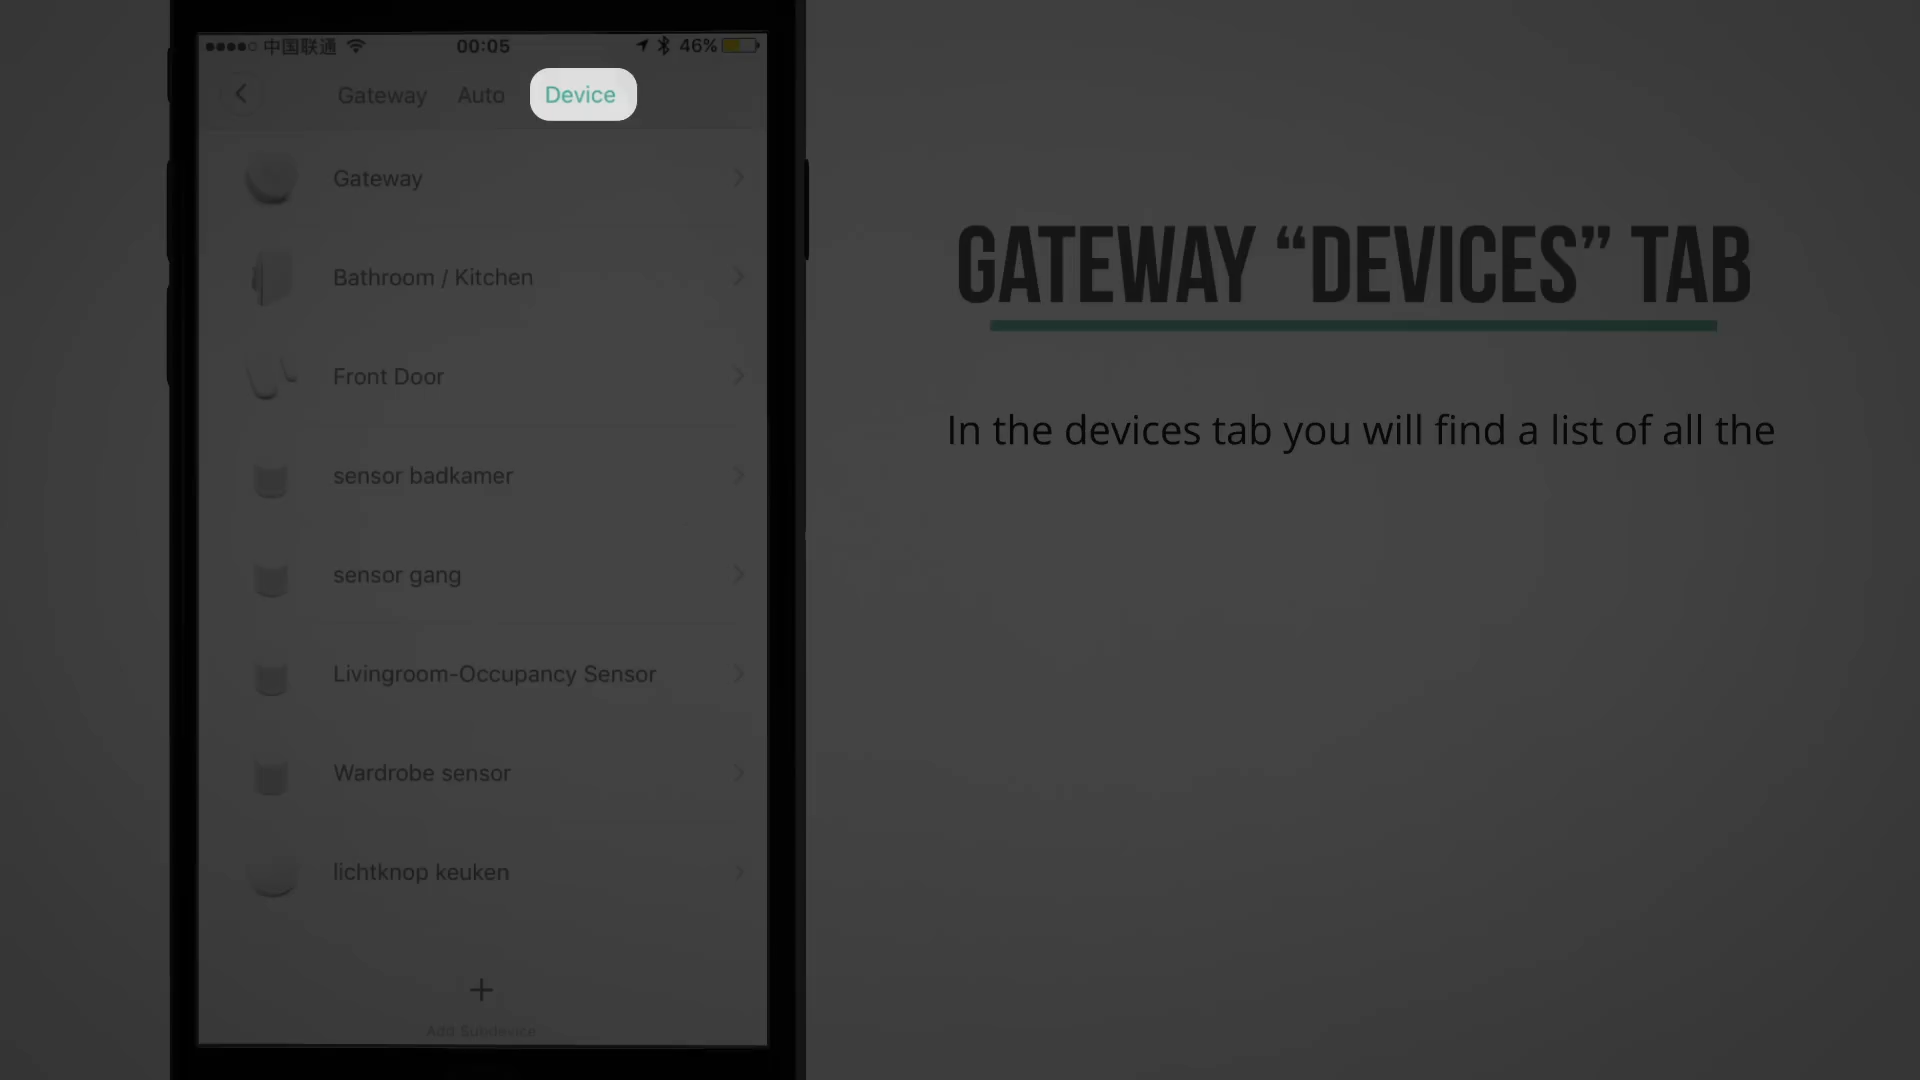 中国联通
00:05
46%
Gateway Auto Device
Gateway
Bathroom / Kitchen
Front Door
sensor badkamer
sensor gang
Livingroom-Occupancy Sensor
Wardrobe sensor
lichtknop keuken
+
Add Subdevice
GATEWAY “DEVICES” TAB
In the devices tab you will find a list of all the